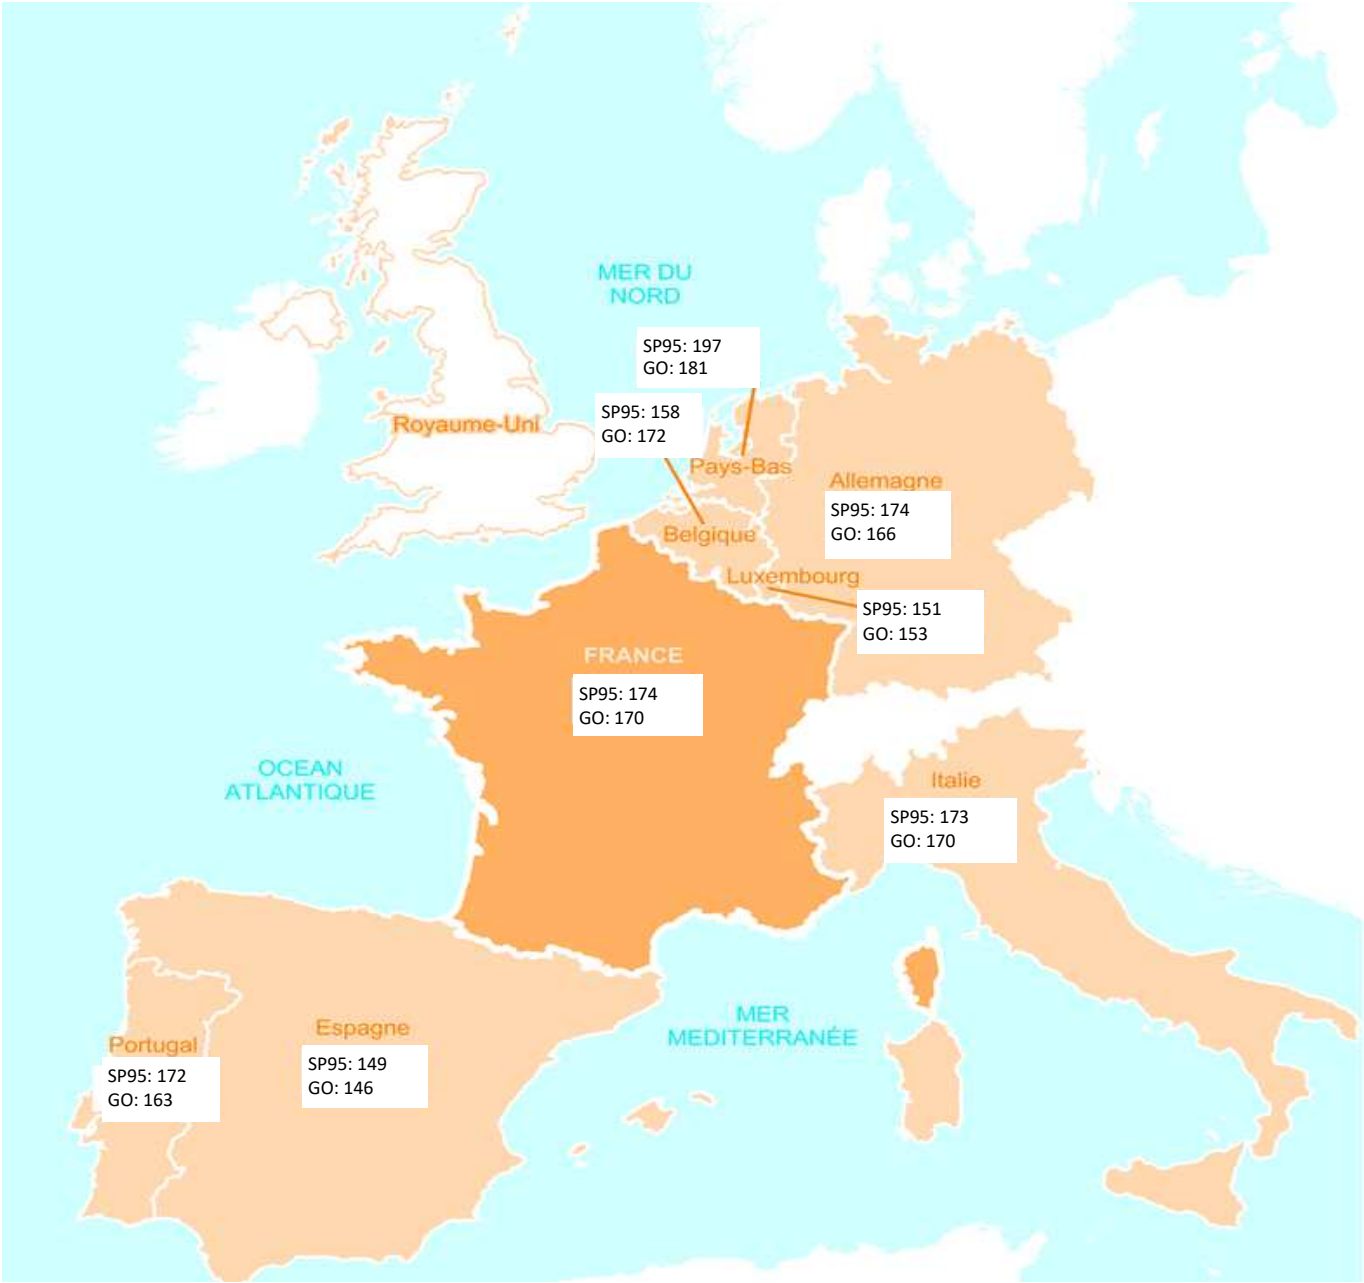 MER DU
NORD
SP95: 197
GO: 181
SP95: 158
GO: 172
Royaume-Uni
Pays-Bas
Allemagne
SP95: 174
GO: 166
Belgique
Luxembourg
SP95: 151
GO: 153
FRANCE
SP95: 174
GO: 170
OCEAN
ATLANTIQUE
Italie
SP95: 173
GO: 170
MER
MEDITERRANÉE
Espagne
SP95: 149
GO: 146
Portugal
SP95: 172
GO: 163